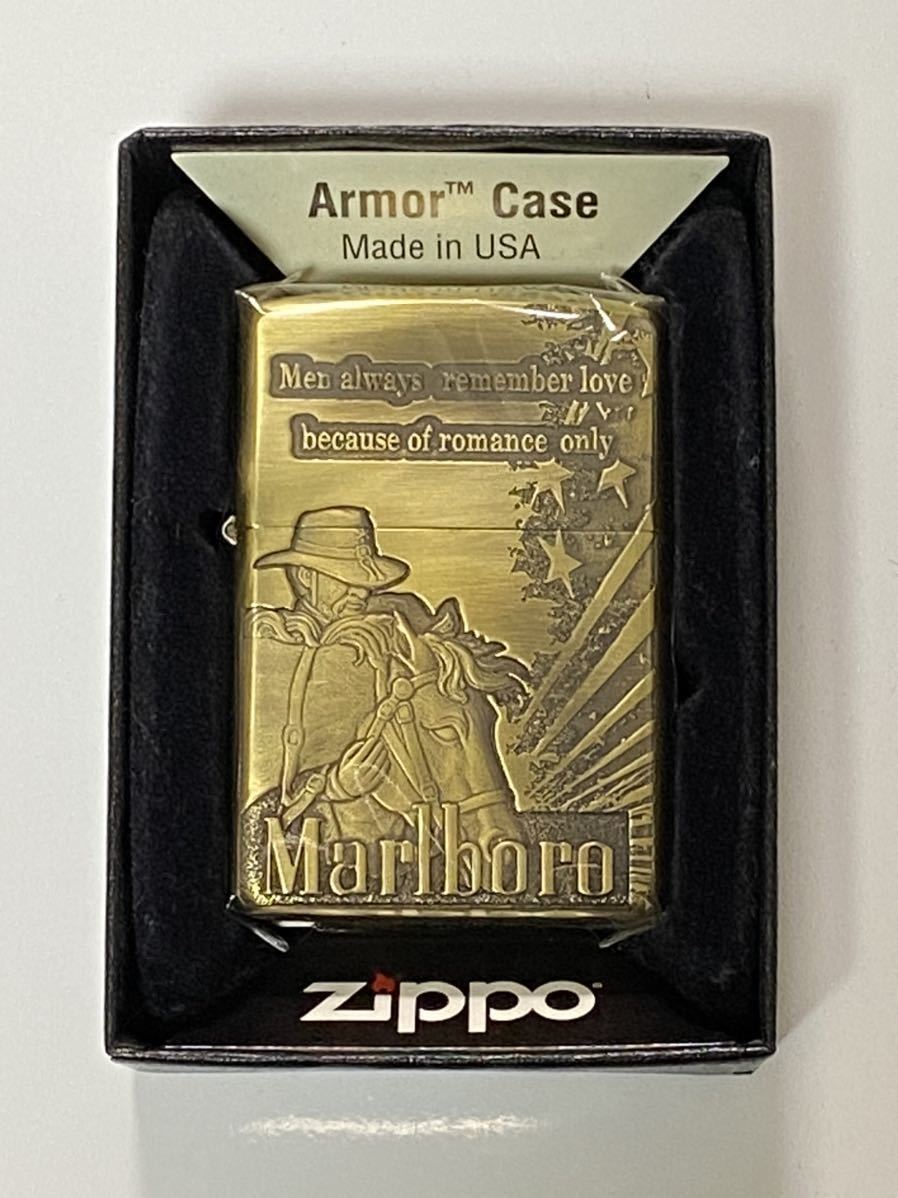 Armor™ Case
Made in USA
Men always remember love
because of romance only
Marlboro
zippo